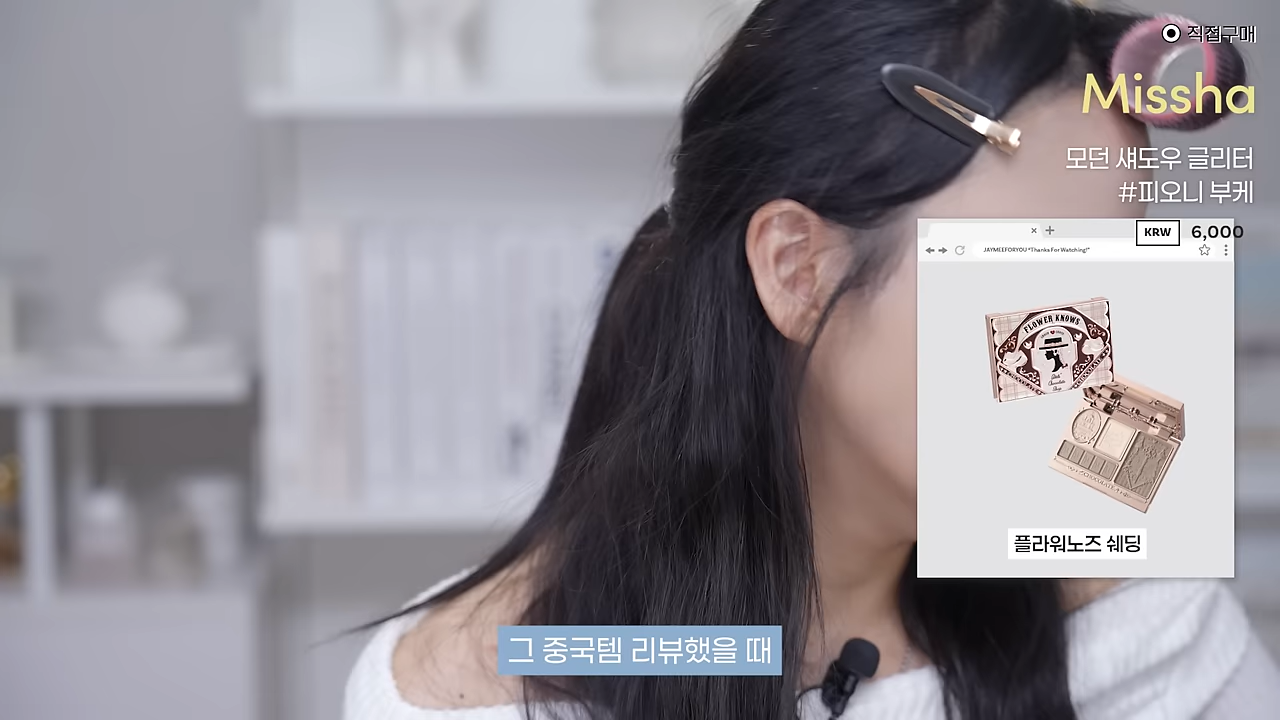 직접구매
Missha
모던 섀도우 글리터
#피오니 부케
KRW 6,000
JAYMEEFORYOU "Thanks For Watching!"
FLOWER KNOWS
플라워노즈 쉐딩
그 중국템 리뷰했을 때